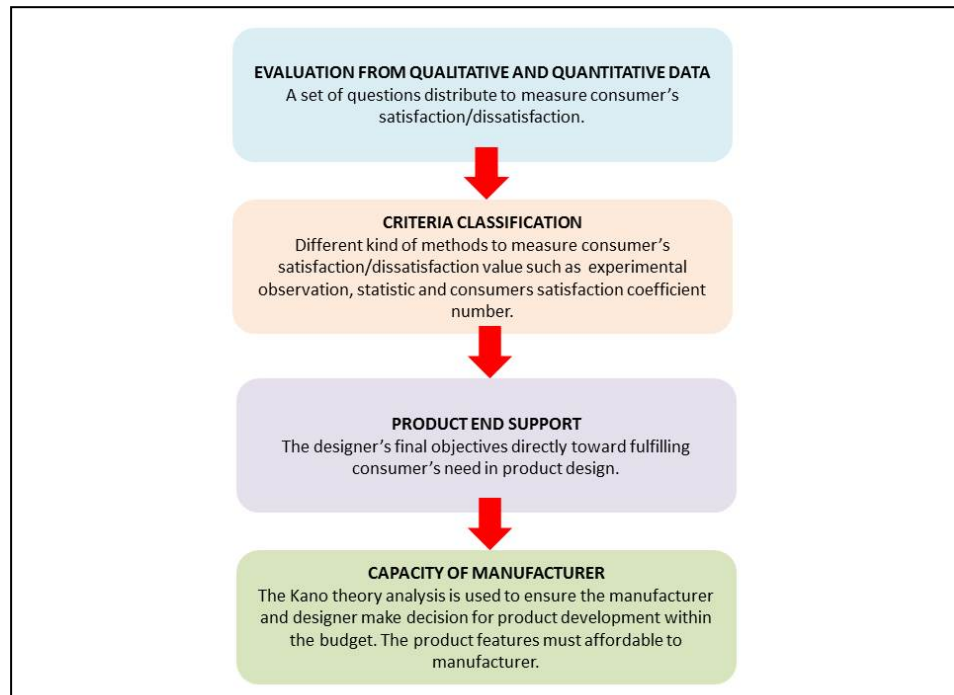 EVALUATION FROM QUALITATIVE AND QUANTITATIVE DATA
A set of questions distribute to measure consumer's
satisfaction/dissatisfaction.
CRITERIA CLASSIFICATION
Different kind of methods to measure consumer's
satisfaction/dissatisfaction value such as experimental
observation, statistic and consumers satisfaction coefficient
number.
PRODUCT END SUPPORT
The designer's final objectives directly toward fulfilling
consumer's need in product design.
CAPACITY OF MANUFACTURER
The Kano theory analysis is used to ensure the manufacturer
and designer make decision for product development within
the budget. The product features must affordable to
manufacturer.